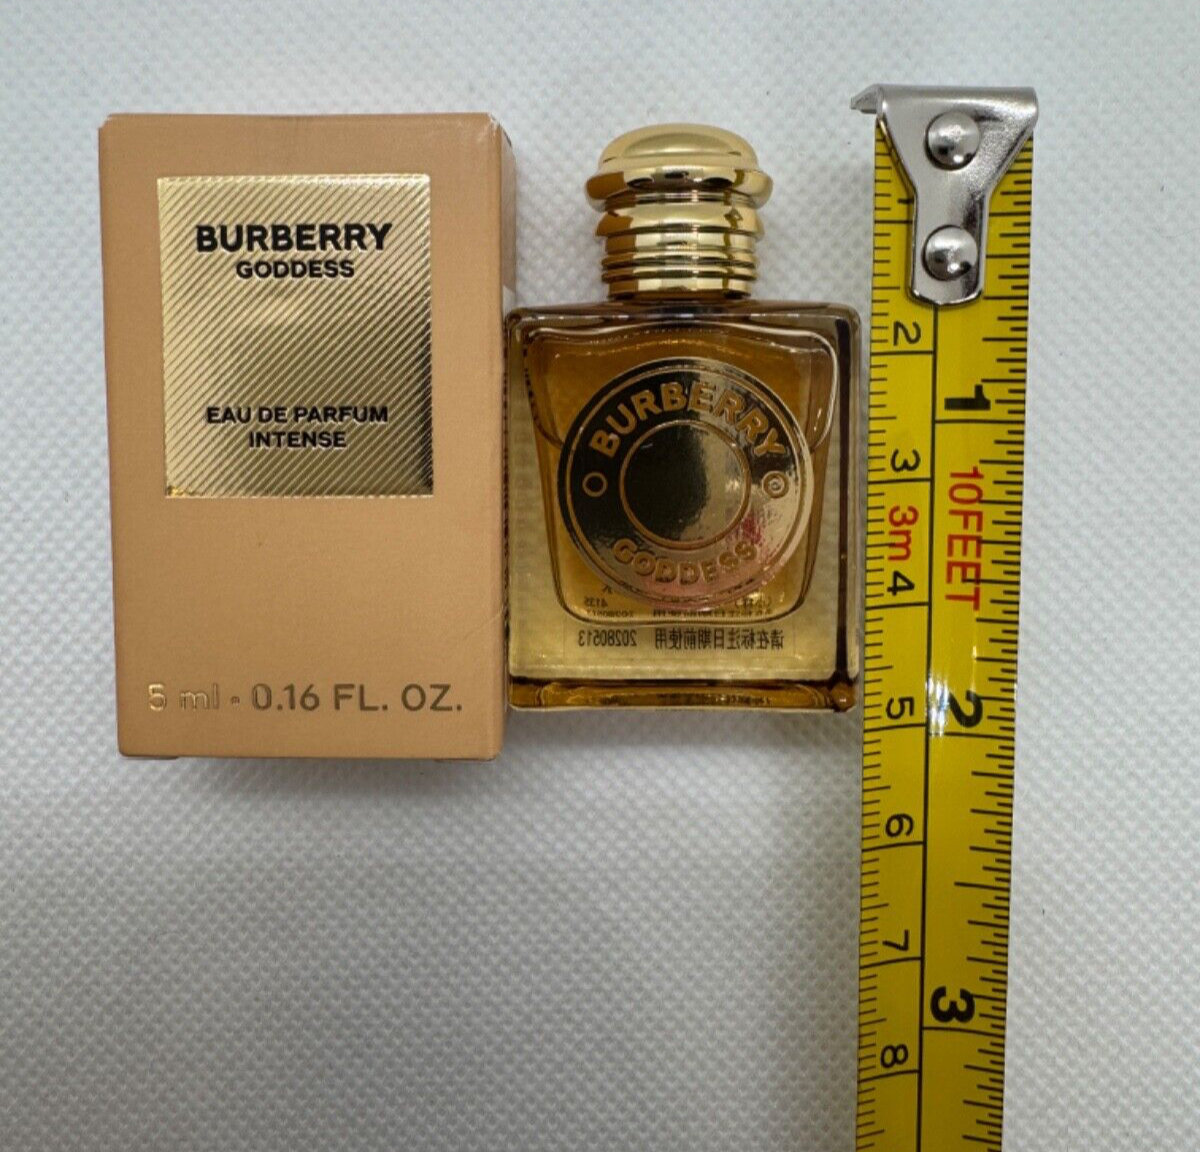 BURBERRY
GODDESS
EAU DE PARFUM
INTENSE
5 ml • 0.16 FL. OZ.
BURBERRY
GODDESS
4135
请在标注日期前使用 20280513
1
2
3
10FEET
2
3
3m
4
5
6
7
8